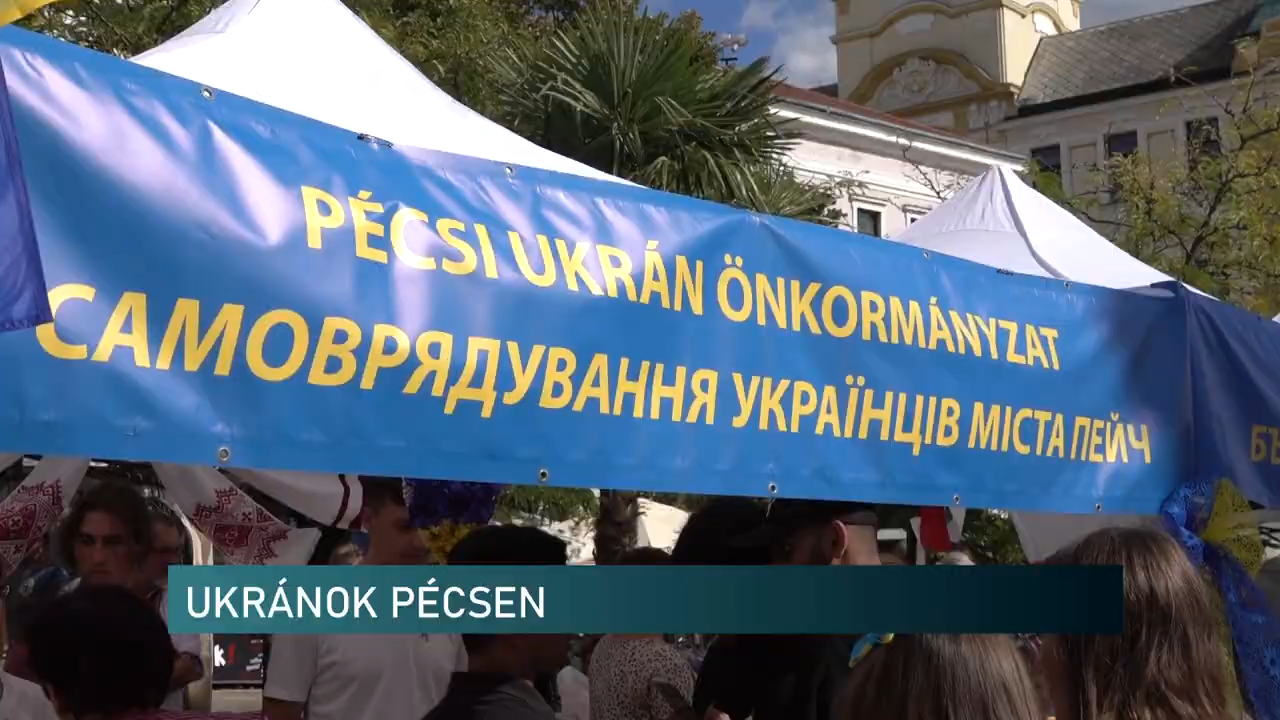 PÉCSI UKRÁN ÖNKORMÁNYZAT
САМОВРЯДУВАННЯ УКРАЇНЦІВ МІСТА ПЕЙЧ
UKRÁNOK PÉCSEN